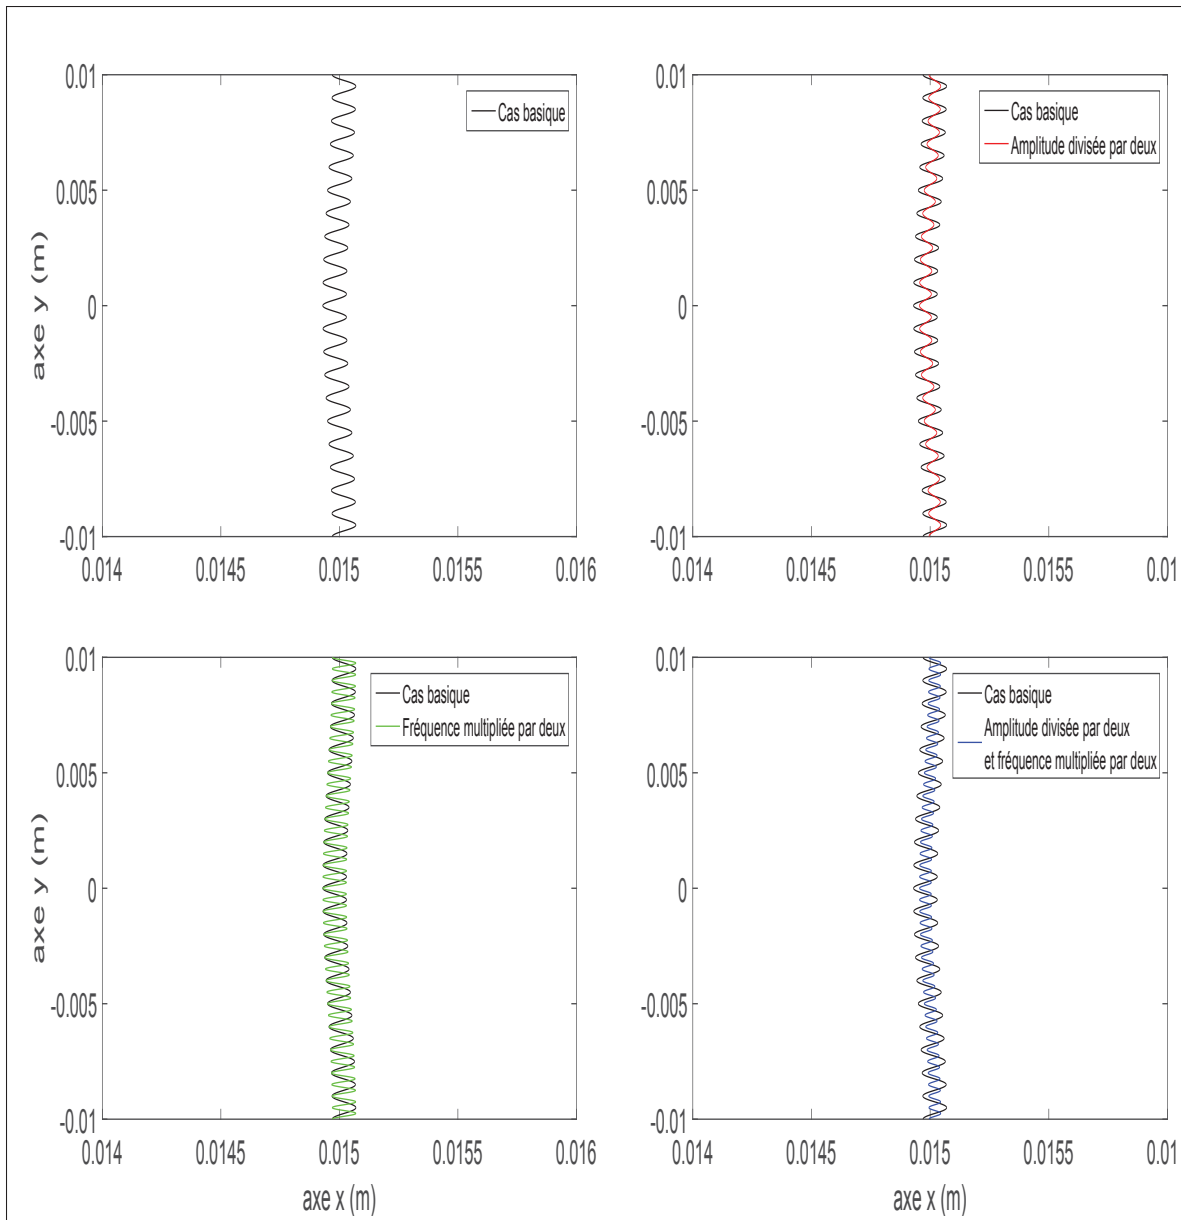 0.01
0.005
0
-0.005
-0.01
axe y (m)
0.014 0.0145 0.015 0.0155 0.016
Cas basique
0.01
0.005
0
-0.005
-0.01
0.014 0.0145 0.015 0.0155 0.01
Cas basique
Amplitude divisée par deux
0.01
0.005
0
-0.005
-0.01
axe y (m)
0.014 0.0145 0.015 0.0155 0.016
axe x (m)
Cas basique
Fréquence multipliée par deux
0.01
0.005
0
-0.005
-0.01
0.014 0.0145 0.015 0.0155 0.01
axe x (m)
Cas basique
Amplitude divisée par deux
et fréquence multipliée par deux